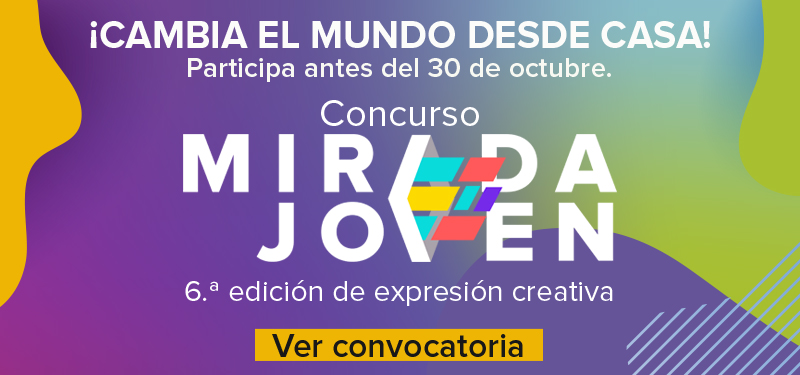 ¡CAMBIA EL MUNDO DESDE CASA!
Participa antes del 30 de octubre.
Concurso
MIRADA
JOVEN
6.ª edición de expresión creativa
Ver convocatoria